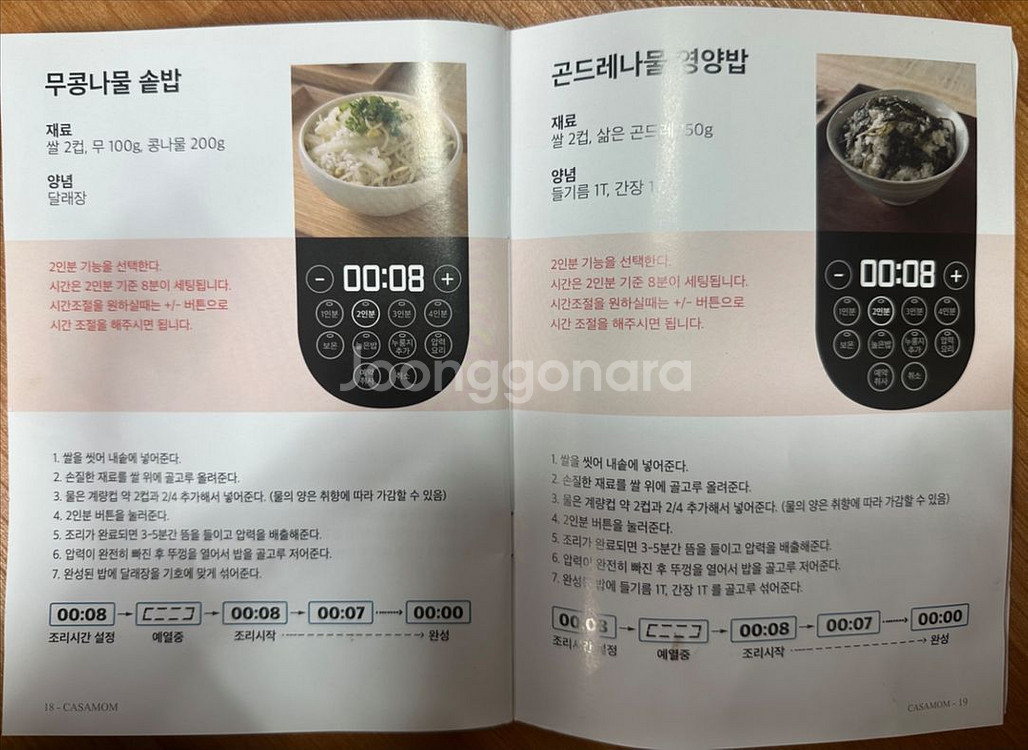 무콩나물 솥밥
재료
쌀 2컵, 무 100g, 콩나물 200g
양념
달래장
2인분 기능을 선택한다.
시간은 2인분 기준 8분이 세팅됩니다.
시간조절을 원하실때는 +/- 버튼으로
시간 조절을 해주시면 됩니다.
- 00:08 +
1인분 2인분 3인분 4인분
보온 눌은밥 누룽지추가 압력요리
예약취사 취소
1. 쌀을 씻어 내솥에 넣어준다.
2. 손질한 재료를 쌀 위에 골고루 올려준다.
3. 물은 계량컵 약 2컵과 2/4 추가해서 넣어준다. (물의 양은 취향에 따라 가감할 수 있음)
4. 2인분 버튼을 눌러준다.
5. 조리가 완료되면 3-5분간 뜸을 들이고 압력을 배출해준다.
6. 압력이 완전히 빠진 후 뚜껑을 열어서 밥을 골고루 저어준다.
7. 완성된 밥에 달래장을 기호에 맞게 섞어준다.
00:08 00:08 00:07 00:00
조리시간 설정 예열중 조리시작 완성
18 - CASAMOM
곤드레나물 영양밥
재료
쌀 2컵, 삶은 곤드레 50g
양념
들기름 1T, 간장
2인분 기능을 선택한다.
시간은 2인분 기준 8분이 세팅됩니다.
시간조절을 원하실때는 +/- 버튼으로
시간 조절을 해주시면 됩니다.
- 00:08 +
1인분 2인분 3인분 4인분
보온 눌은밥 누룽지추가 압력요리
예약취사 취소
1. 쌀을 씻어 내솥에 넣어준다.
2. 손질한 재료를 쌀 위에 골고루 올려준다.
3. 물은 계량컵 약 2컵과 2/4 추가해서 넣어준다. (물의 양은 취향에 따라 가감할 수 있음)
4. 2인분 버튼을 눌러준다.
5. 조리가 완료되면 3-5분간 뜸을 들이고 압력을 배출해준다.
6. 압력이 완전히 빠진 후 뚜껑을 열어서 밥을 골고루 저어준다.
7. 완성된 밥에 들기름 1T, 간장 1T 를 골고루 섞어준다.
00:08 00:08 00:07 00:00
조리시간 설정 예열중 조리시작 완성
CASAMOM - 19
Joonggonara